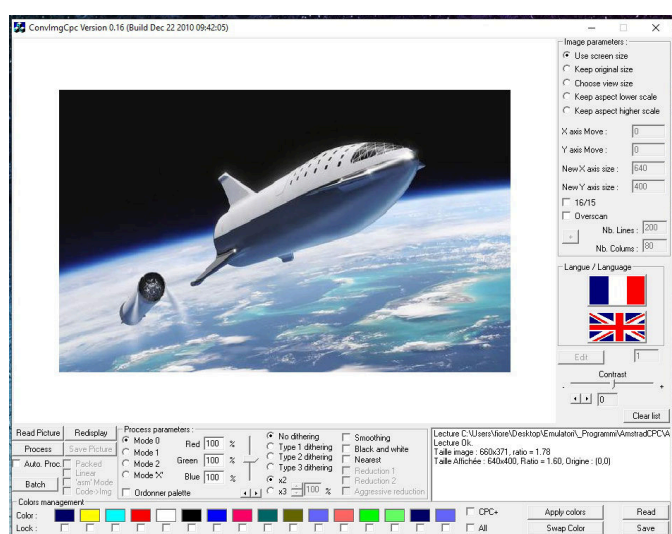 ConvImgCpc Version 0.16 (Build Dec 22 2010 09:42:05)
Image parameters :
Use screen size
Keep original size
Choose view size
Keep aspect lower scale
Keep aspect higher scale
X axis Move : 0
Y axis Move : 0
New X axis size : 640
New Y axis size : 400
16/15
Overscan
Nb. Lines : 200
Nb. Colums : 80
Langue / Language
Edit 1
Contrast
- +
0
Clear list
Read Picture Redisplay
Process Save Picture
Auto. Proc. Packed
Linear
'asm' Mode
Batch Code->Img
Process parameters :
Mode 0
Mode 1
Mode 2
Mode 'X'
Ordonner palette
Red 100 %
Green 100 %
Blue 100 %
No dithering
Type 1 dithering
Type 2 dithering
Type 3 dithering
x2
x3 100 %
Smoothing
Black and white
Nearest
Reduction 1
Reduction 2
Aggressive reduction
Lecture C:\Users\fiore\Desktop\Emulatori\_Programmi\AmstradCPC\A
Lecture Ok.
Taille image : 660x371, ratio = 1.78
Taille Affichée : 640x400, Ratio = 1.60, Origine : (0,0)
Colors management
Color : CPC+ Apply colors Read
Lock : All Swap Color Save